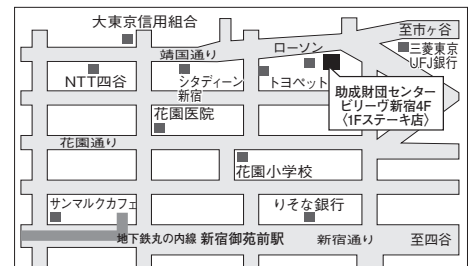 大東京信用組合
至市ヶ谷
靖国通り
ローソン
三菱東京
UFJ銀行
NTT四谷
シタディーン
新宿
トヨペット
助成財団センター
ビリーヴ新宿4F
〈1Fステーキ店〉
花園医院
花園通り
花園小学校
サンマルクカフェ
りそな銀行
地下鉄丸の内線 新宿御苑前駅
新宿通り
至四谷